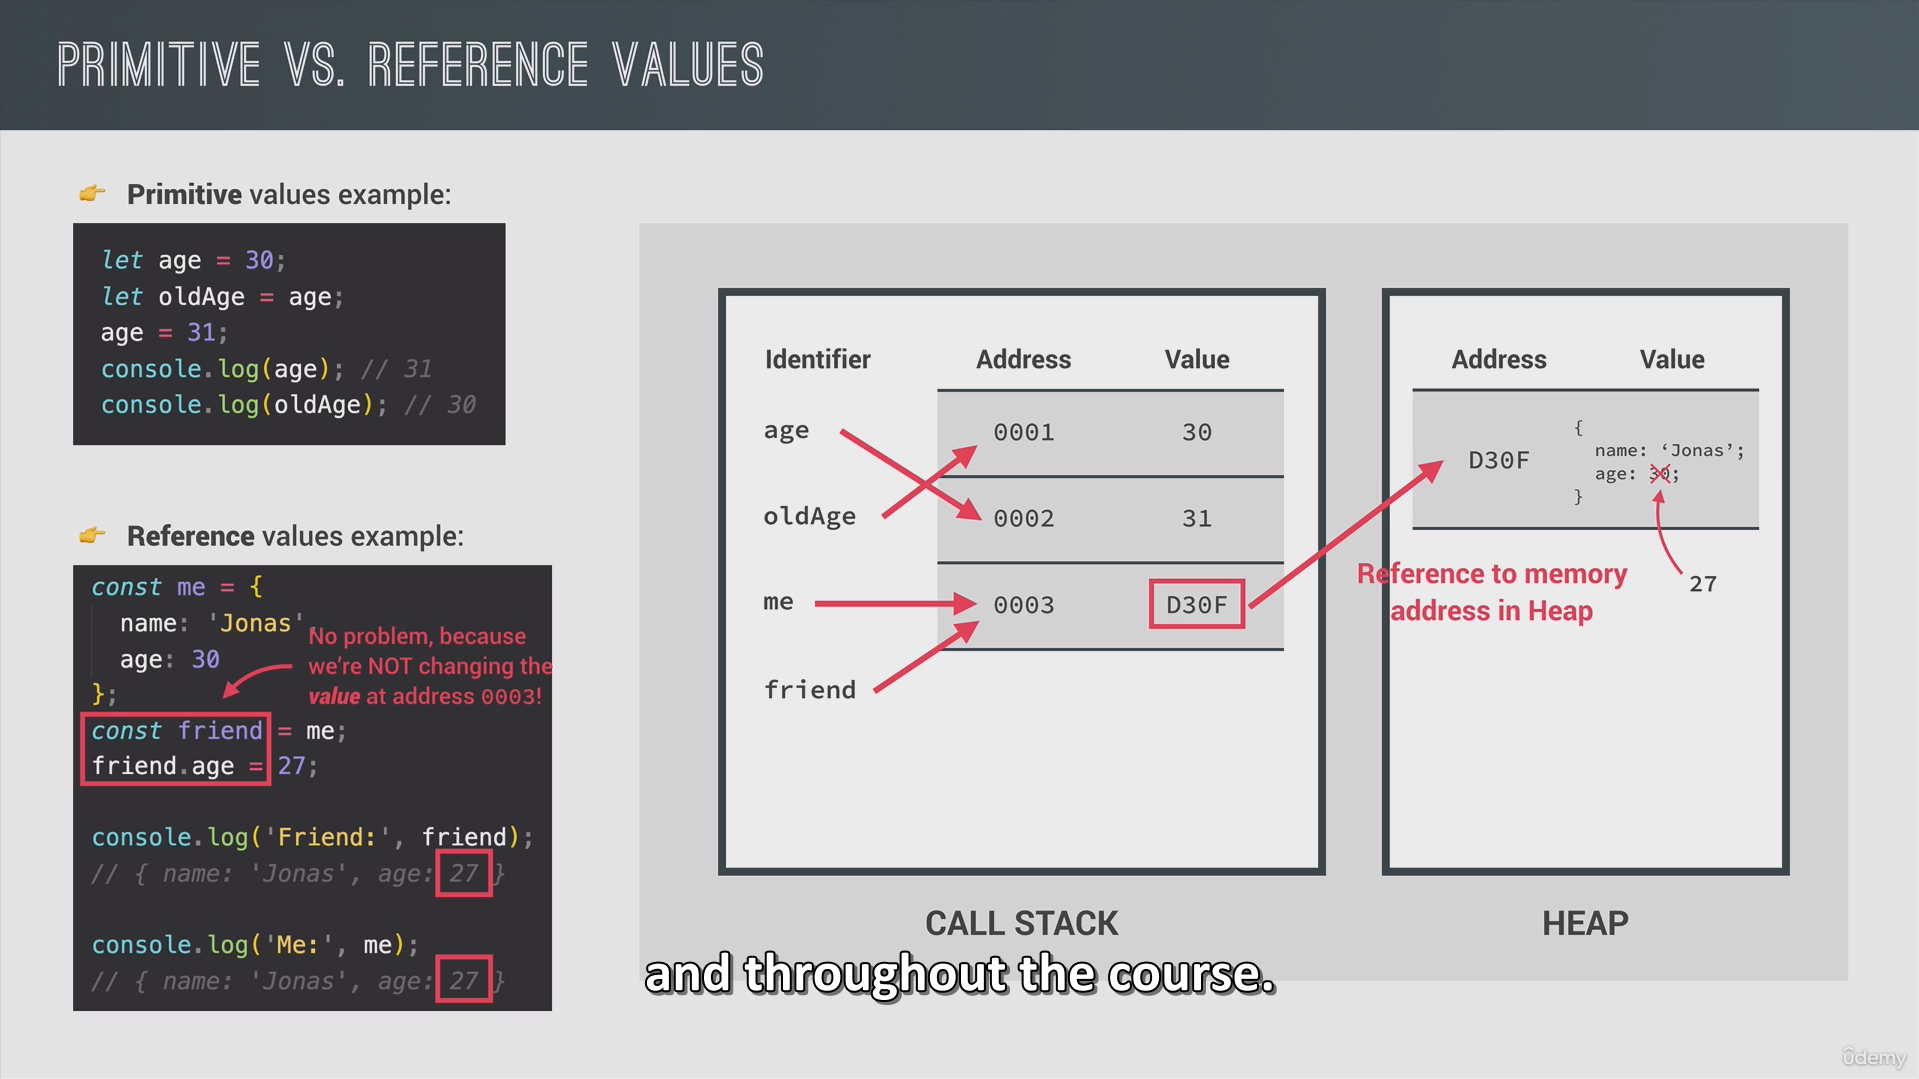 PRIMITIVE VS. REFERENCE VALUES
👉 Primitive values example:
let age = 30;
let oldAge = age;
age = 31;
console.log(age); // 31
console.log(oldAge); // 30
👉 Reference values example:
const me = {
name: 'Jonas'
age: 30
};
const friend = me;
friend.age = 27;
console.log('Friend:', friend);
// { name: 'Jonas', age: 27 }
console.log('Me:', me);
// { name: 'Jonas', age: 27 }
No problem, because
we're NOT changing the
value at address 0003!
Identifier Address Value
age 0001 30
oldAge 0002 31
me 0003 D30F
friend
CALL STACK
Address Value
D30F
{
name: ‘Jonas’;
age: 30;
}
27
Reference to memory
address in Heap
HEAP
and throughout the course.
ûdemy